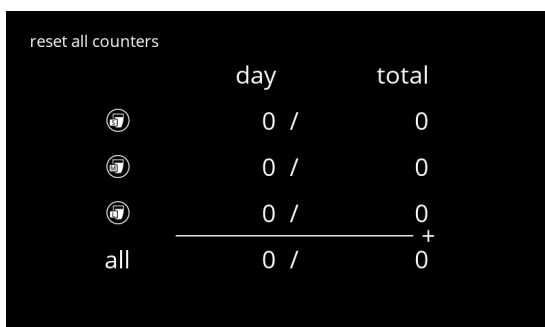 reset all counters
day total
S 0 / 0
M 0 / 0
L 0 / 0
+
all 0 / 0